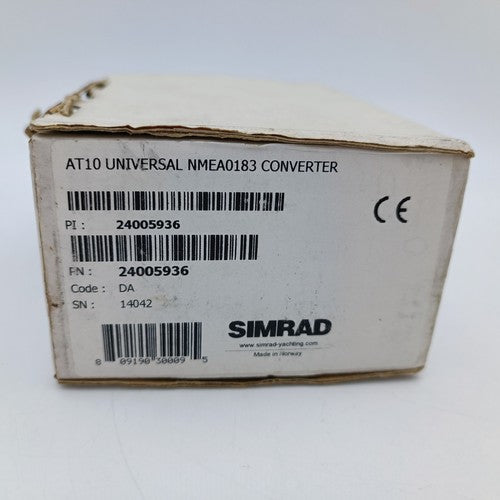 AT10 UNIVERSAL NMEA0183 CONVERTER
PI : 24005936
PN : 24005936
Code : DA
SN : 14042
CE
SIMRAD
www.simrad-yachting.com
Made in Norway
8 09190 30009 5